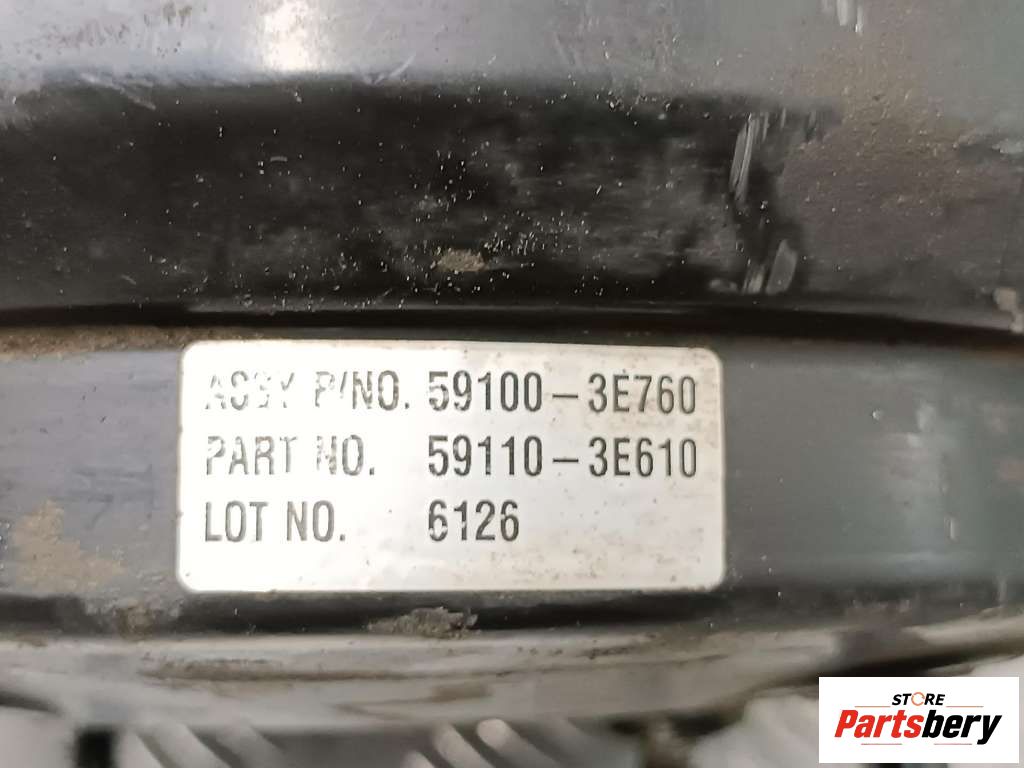 ASSY P/NO. 59100-3E760
PART NO. 59110-3E610
LOT NO. 6126
STORE
Partsbery